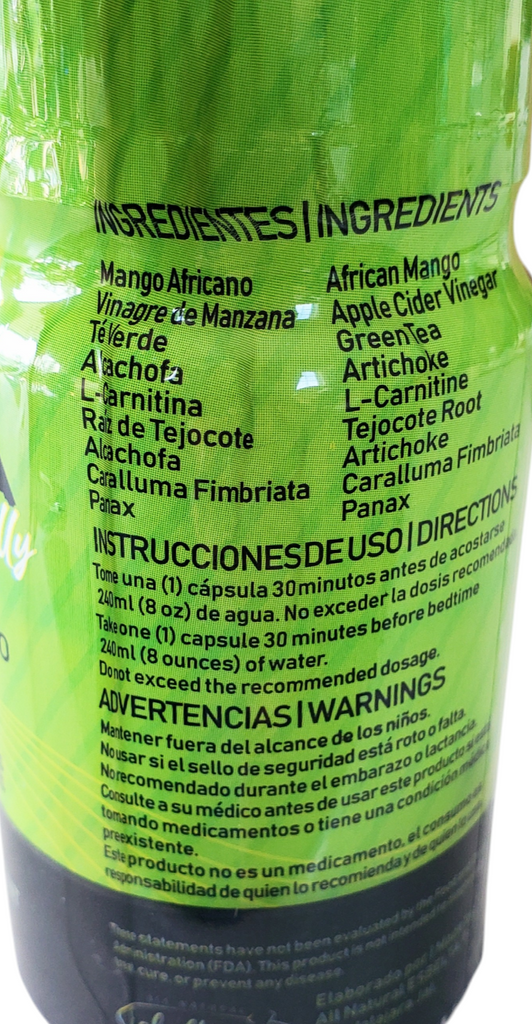 INGREDIENTES | INGREDIENTS
Mango Africano
Vinagre de Manzana
Té Verde
Alcachofa
L-Carnitina
Raíz de Tejocote
Alcachofa
Caralluma Fimbriata
Panax
African Mango
Apple Cider Vinegar
Green Tea
Artichoke
L-Carnitine
Tejocote Root
Artichoke
Caralluma Fimbriata
Panax
INSTRUCCIONES DE USO | DIRECTIONS
Tome una (1) cápsula 30 minutos antes de acostarse
240ml (8 oz) de agua. No exceder la dosis
Take one (1) capsule 30 minutes before bedtime
240ml (8 ounces) of water.
Do not exceed the recommended dosage.
ADVERTENCIAS | WARNINGS
Mantener fuera del alcance de los niños.
No usar si el sello de seguridad está roto o falta.
No recomendado durante el embarazo o lactancia.
Consulte a su médico antes de usar este producto si
tomando medicamentos o tiene una condición médica
preexistente.
Este producto no es un medicamento, el consumo
responsabilidad de quien lo recomienda y de quien lo
These statements have not been evaluated by the
Administration (FDA). This product is not intended
cure, or prevent any disease.
Elaborado por
All Natural